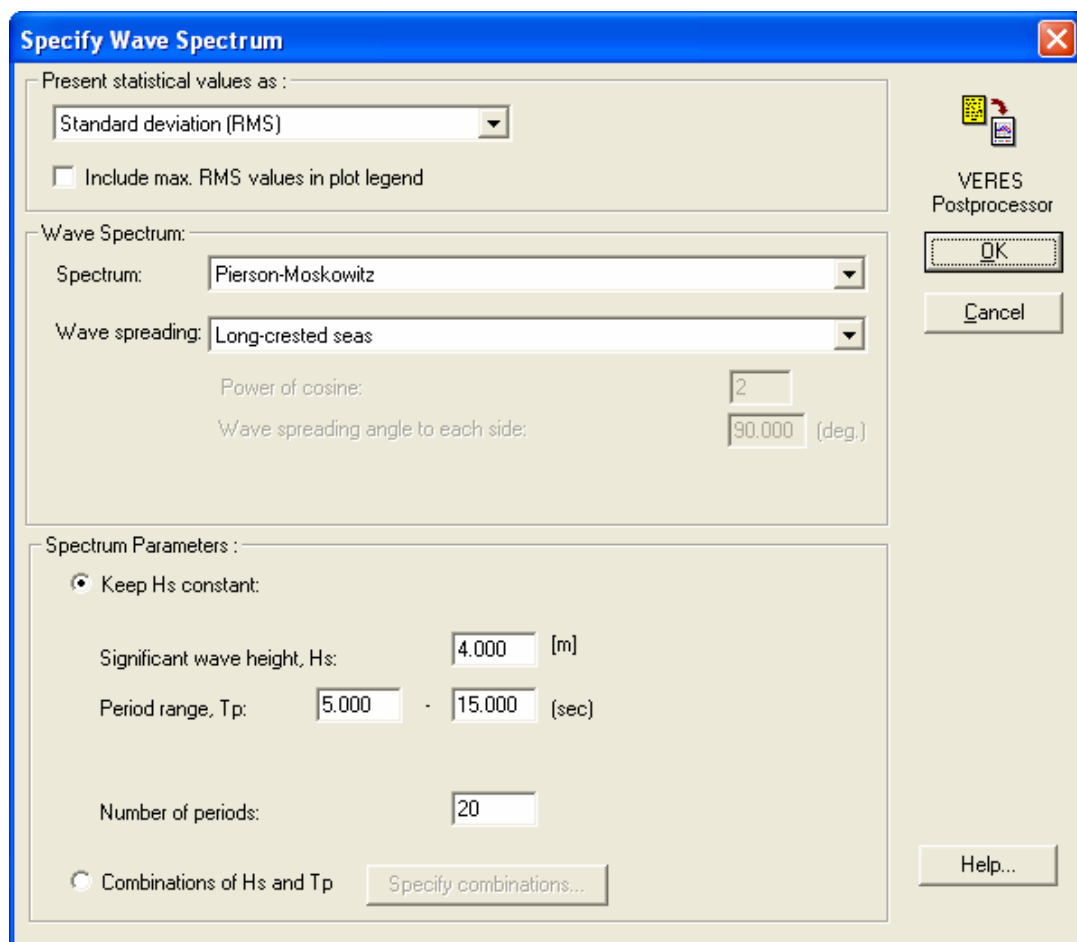 Specify Wave Spectrum
Present statistical values as :
Standard deviation (RMS)
Include max. RMS values in plot legend
VERES
Postprocessor
OK
Cancel
Wave Spectrum:
Spectrum: Pierson-Moskowitz
Wave spreading: Long-crested seas
Power of cosine: 2
Wave spreading angle to each side: 90.000 (deg.)
Spectrum Parameters :
Keep Hs constant:
Significant wave height, Hs: 4.000 [m]
Period range, Tp: 5.000 - 15.000 (sec)
Number of periods: 20
Combinations of Hs and Tp Specify combinations...
Help...